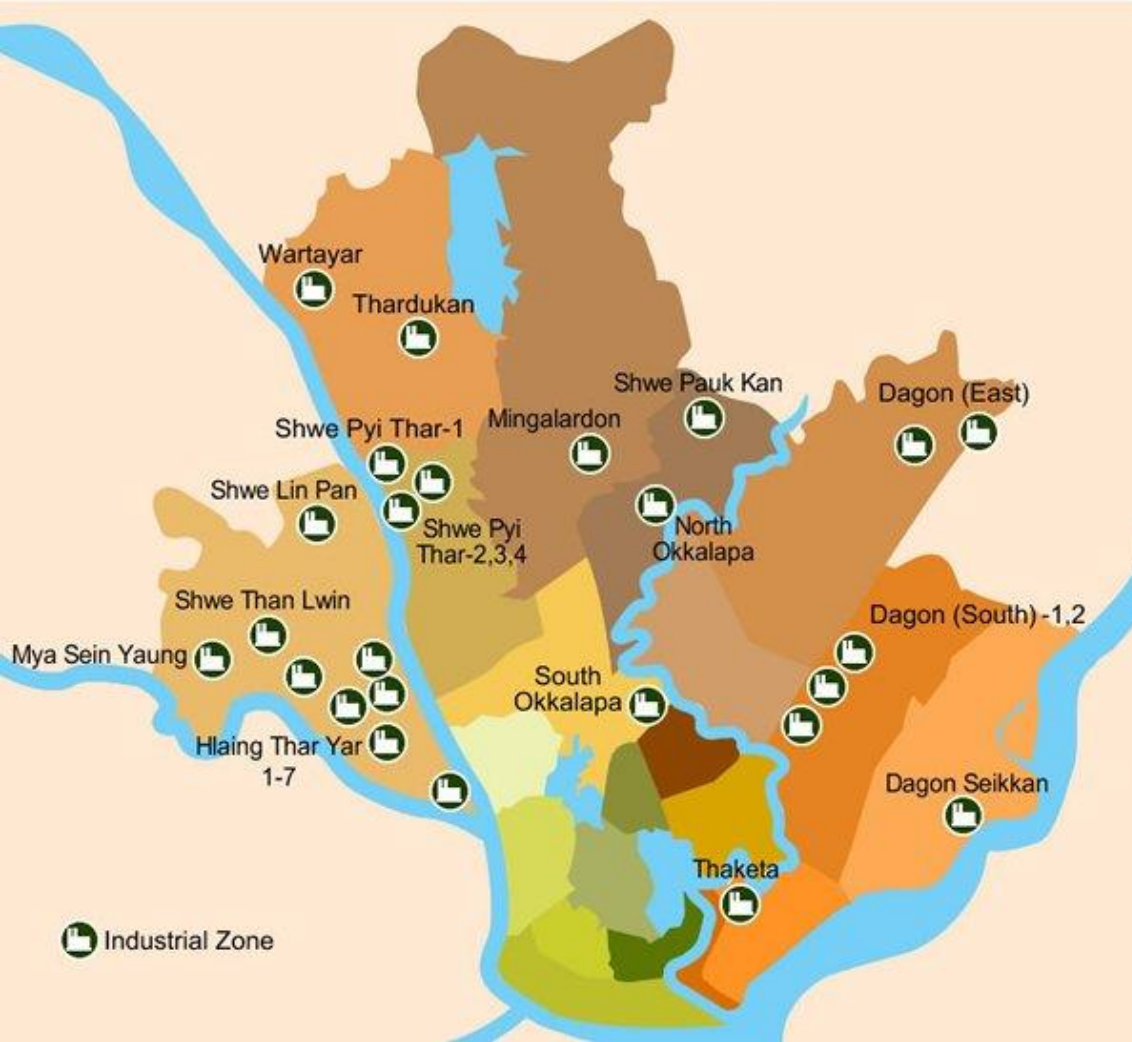 Wartayar
Thardukan
Shwe Pauk Kan
Dagon (East)
Mingalardon
Shwe Pyi Thar-1
Shwe Lin Pan
Shwe Pyi
Thar-2,3,4
North
Okkalapa
Shwe Than Lwin
Dagon (South) -1,2
Mya Sein Yaung
South
Okkalapa
Hlaing Thar Yar
1-7
Dagon Seikkan
Thaketa
Industrial Zone